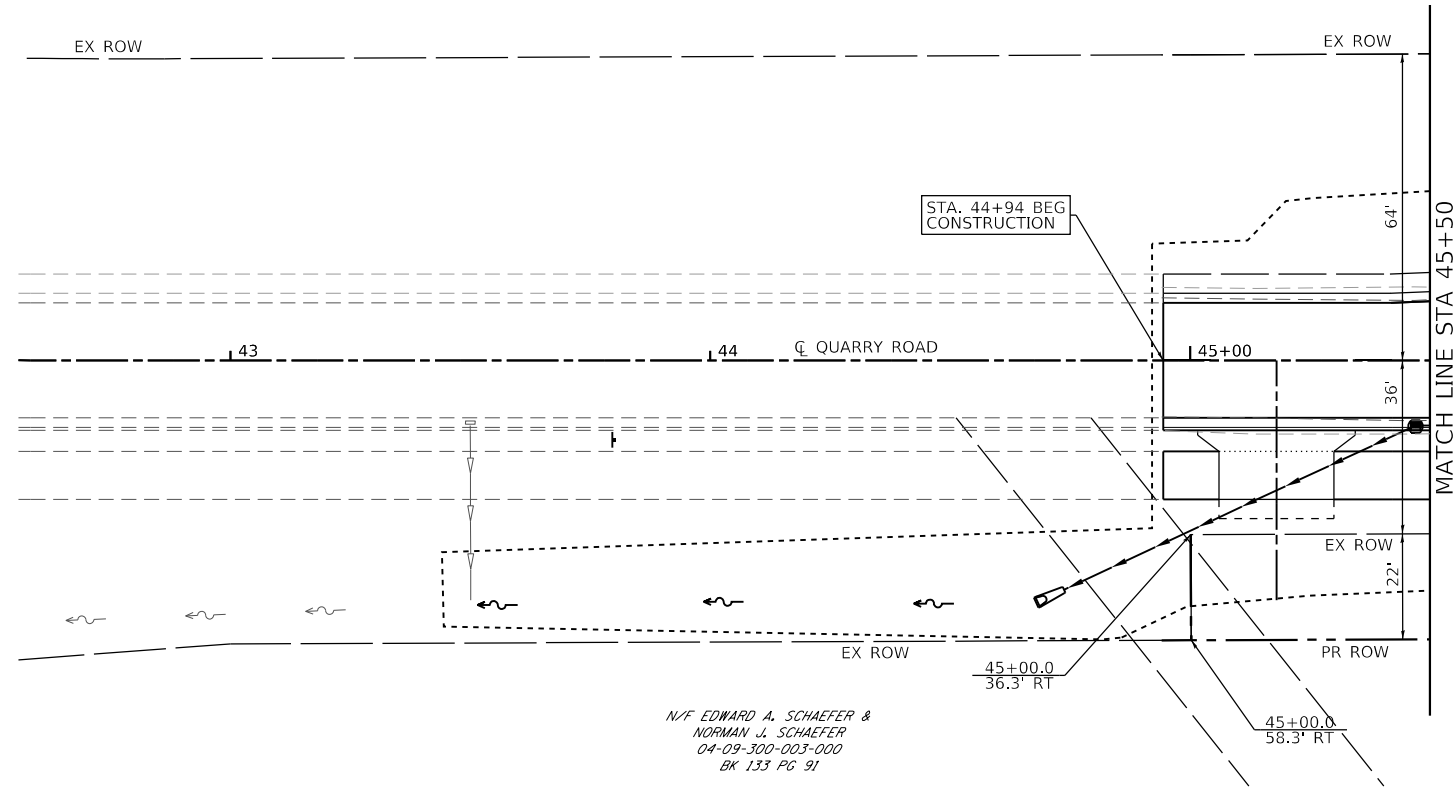 EX ROW
EX ROW
64'
STA. 44+94 BEG
CONSTRUCTION
MATCH LINE STA 45+50
43
44
℄ QUARRY ROAD
45+00
36'
EX ROW
22'
EX ROW
PR ROW
45+00.0
36.3' RT
45+00.0
58.3' RT
N/F EDWARD A. SCHAEFER &
NORMAN J. SCHAEFER
04-09-300-003-000
BK 133 PG 91